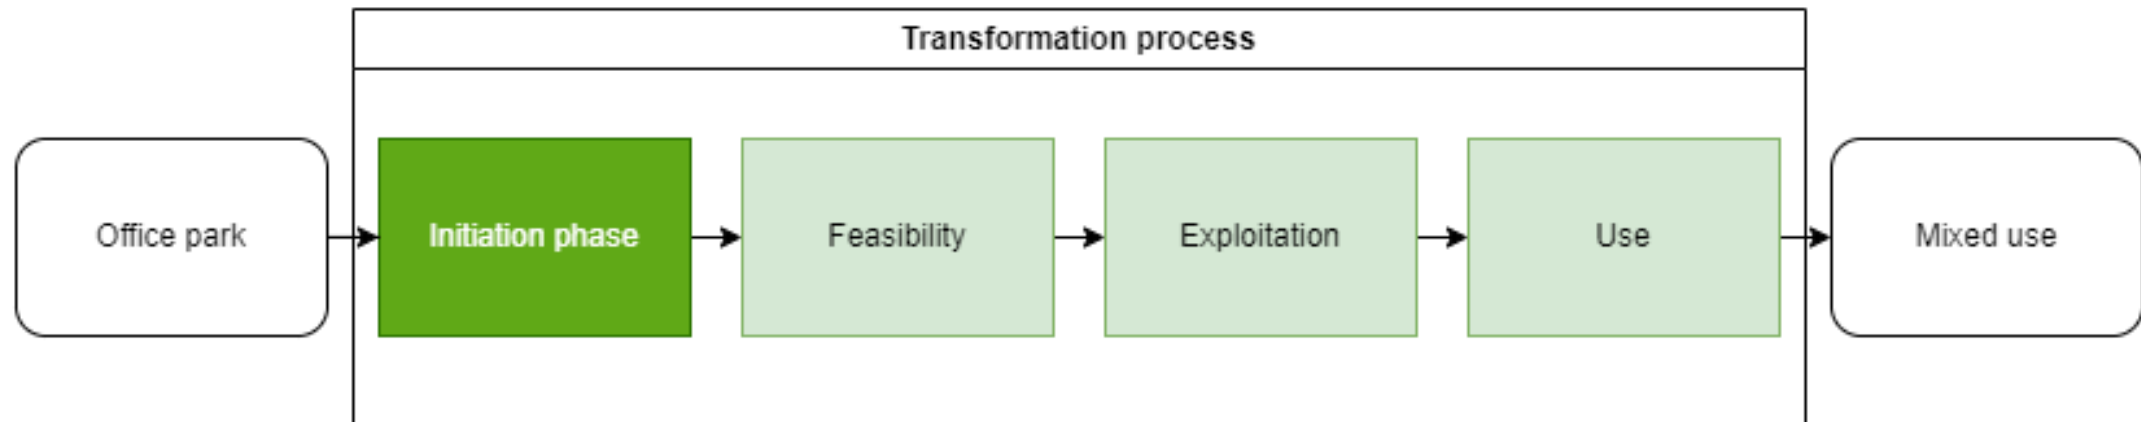 Transformation process
Office park
Initiation phase
Feasibility
Exploitation
Use
Mixed use